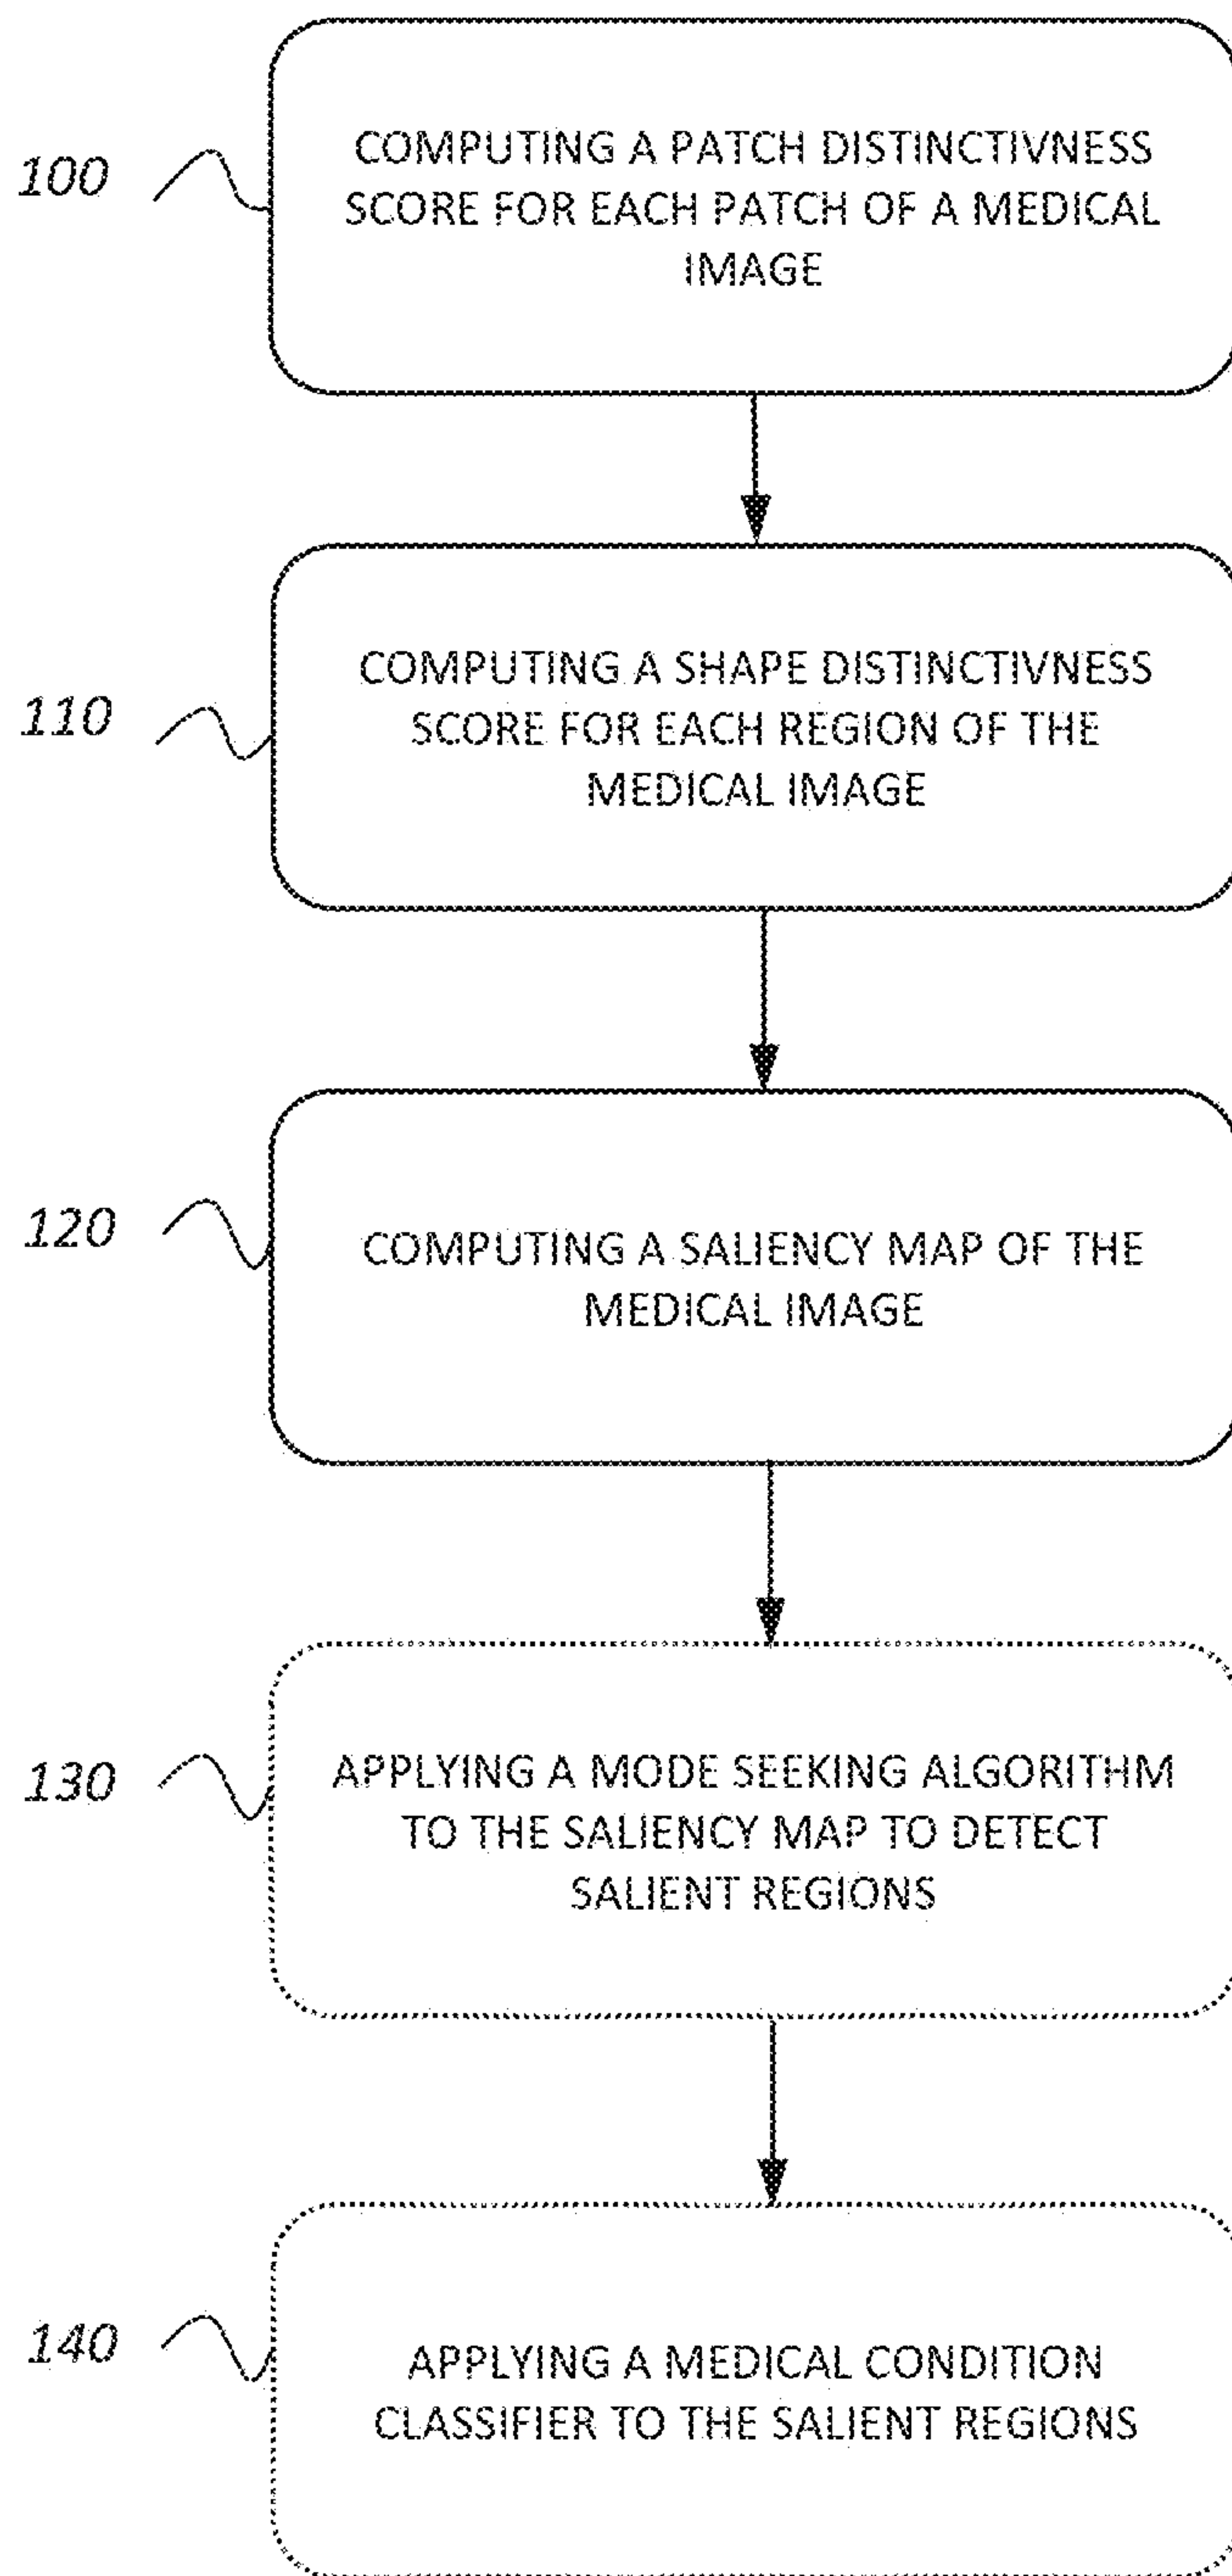 100
COMPUTING A PATCH DISTINCTIVNESS
SCORE FOR EACH PATCH OF A MEDICAL
IMAGE
110
COMPUTING A SHAPE DISTINCTIVNESS
SCORE FOR EACH REGION OF THE
MEDICAL IMAGE
120
COMPUTING A SALIENCY MAP OF THE
MEDICAL IMAGE
130
APPLYING A MODE SEEKING ALGORITHM
TO THE SALIENCY MAP TO DETECT
SALIENT REGIONS
140
APPLYING A MEDICAL CONDITION
CLASSIFIER TO THE SALIENT REGIONS